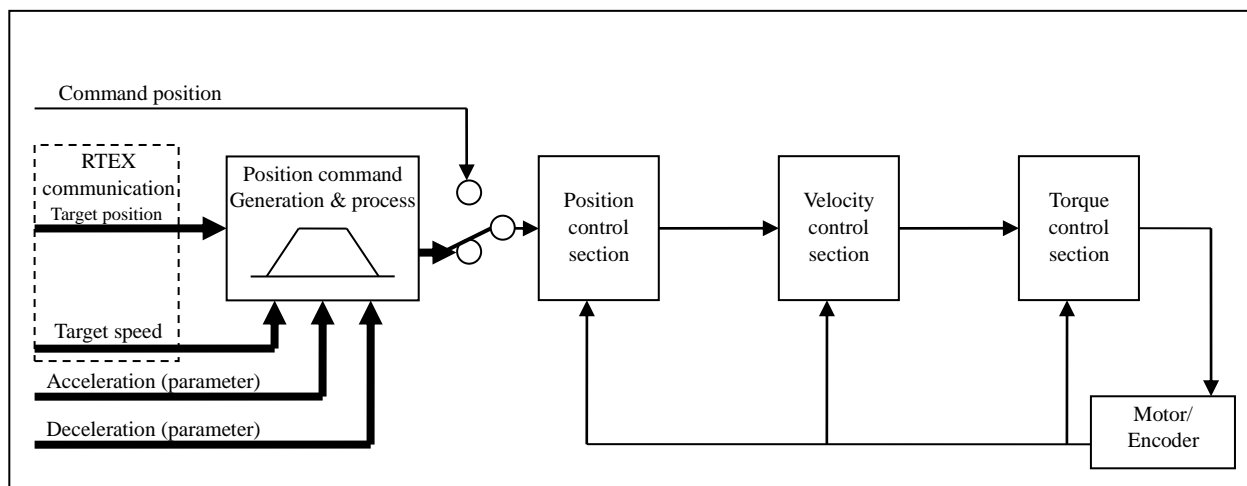 Command position
RTEX
communication
Target position
Target speed
Acceleration (parameter)
Deceleration (parameter)
Position command
Generation & process
Position
control
section
Velocity
control
section
Torque
control
section
Motor/
Encoder